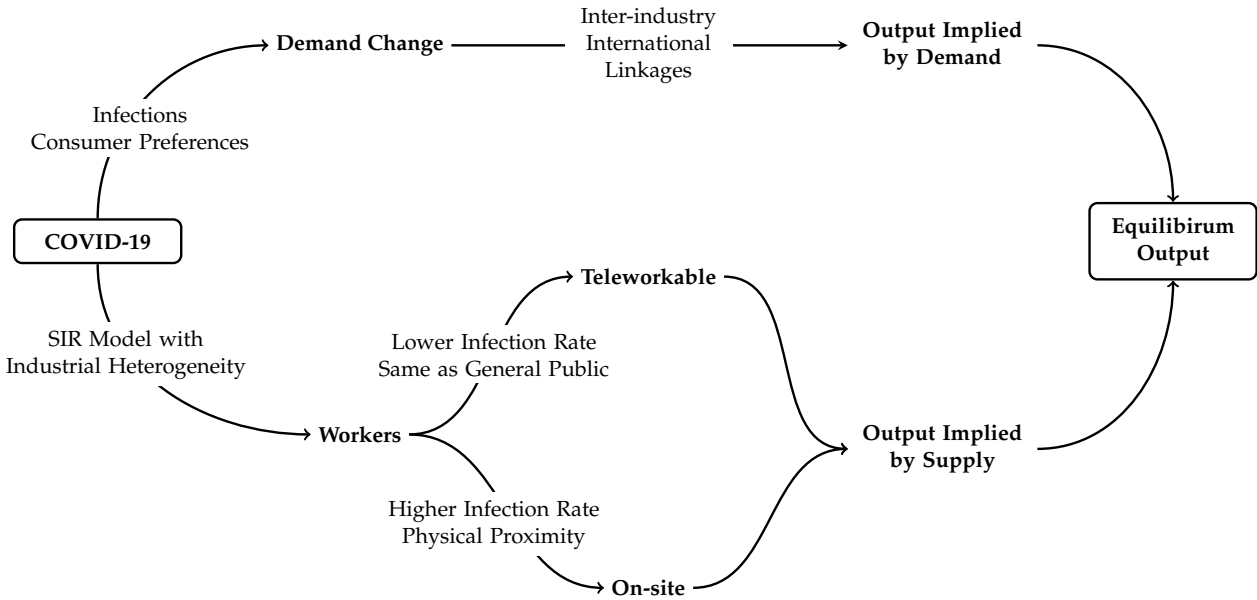 Inter-industry
International
Linkages
Demand Change
Output Implied
by Demand
Infections
Consumer Preferences
COVID-19
Equilibirum
Output
Teleworkable
SIR Model with
Industrial Heterogeneity
Lower Infection Rate
Same as General Public
Workers
Output Implied
by Supply
Higher Infection Rate
Physical Proximity
On-site